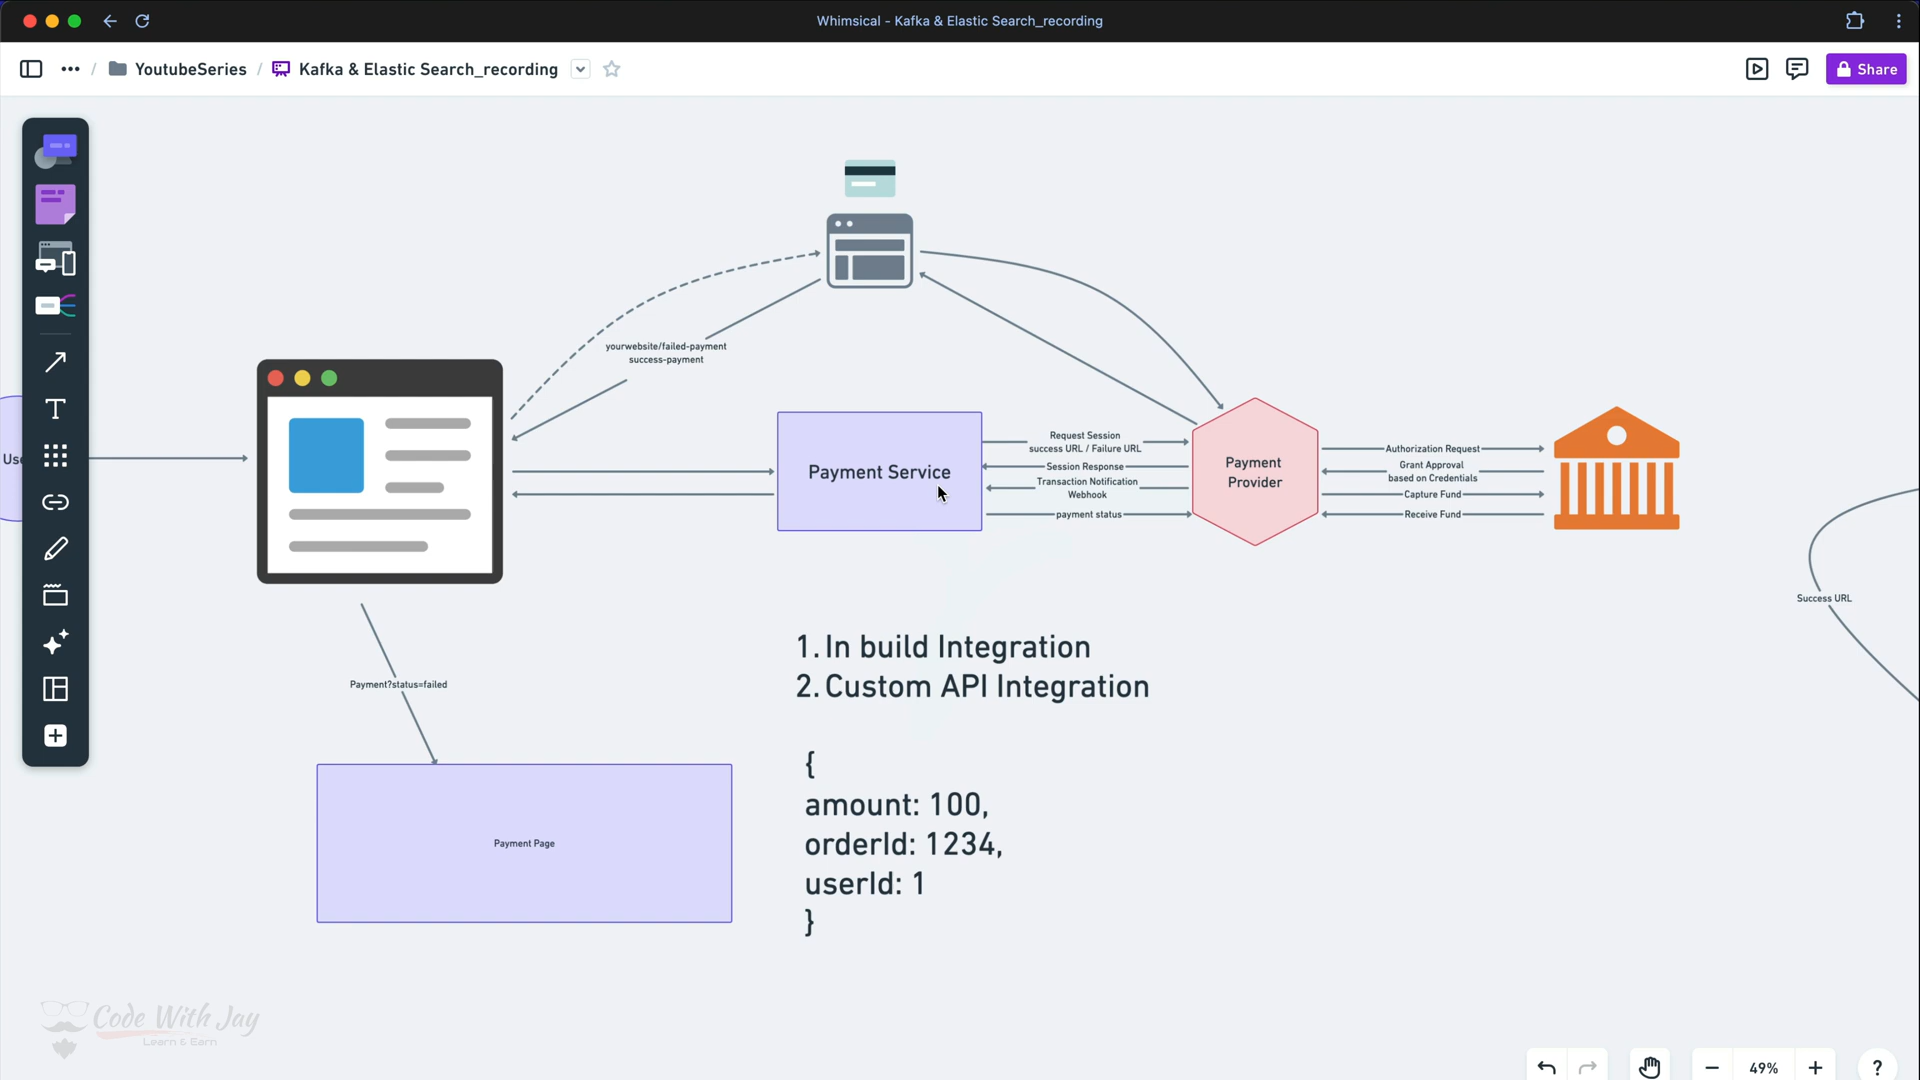 Whimsical - Kafka & Elastic Search_recording
/ YoutubeSeries / Kafka & Elastic Search_recording
Share
yourwebsite/failed-payment
success-payment
Use
Payment Service
Request Session
success URL / Failure URL
Session Response
Transaction Notification
Webhook
payment status
Payment
Provider
Authorization Request
Grant Approval
based on Credentials
Capture Fund
Receive Fund
Success URL
1. In build Integration
2. Custom API Integration
Payment?status=failed
{
amount: 100,
orderId: 1234,
userId: 1
}
Payment Page
Code With Jay
Learn & Earn
49%
?